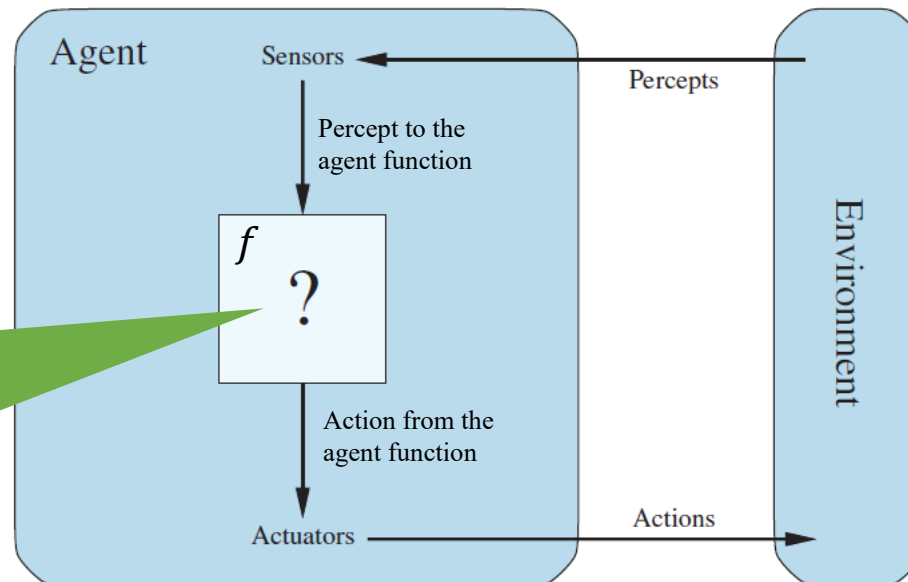 Agent
Sensors
Percepts
Percept to the
agent function
f
?
Environment
Action from the
agent function
Actuators
Actions